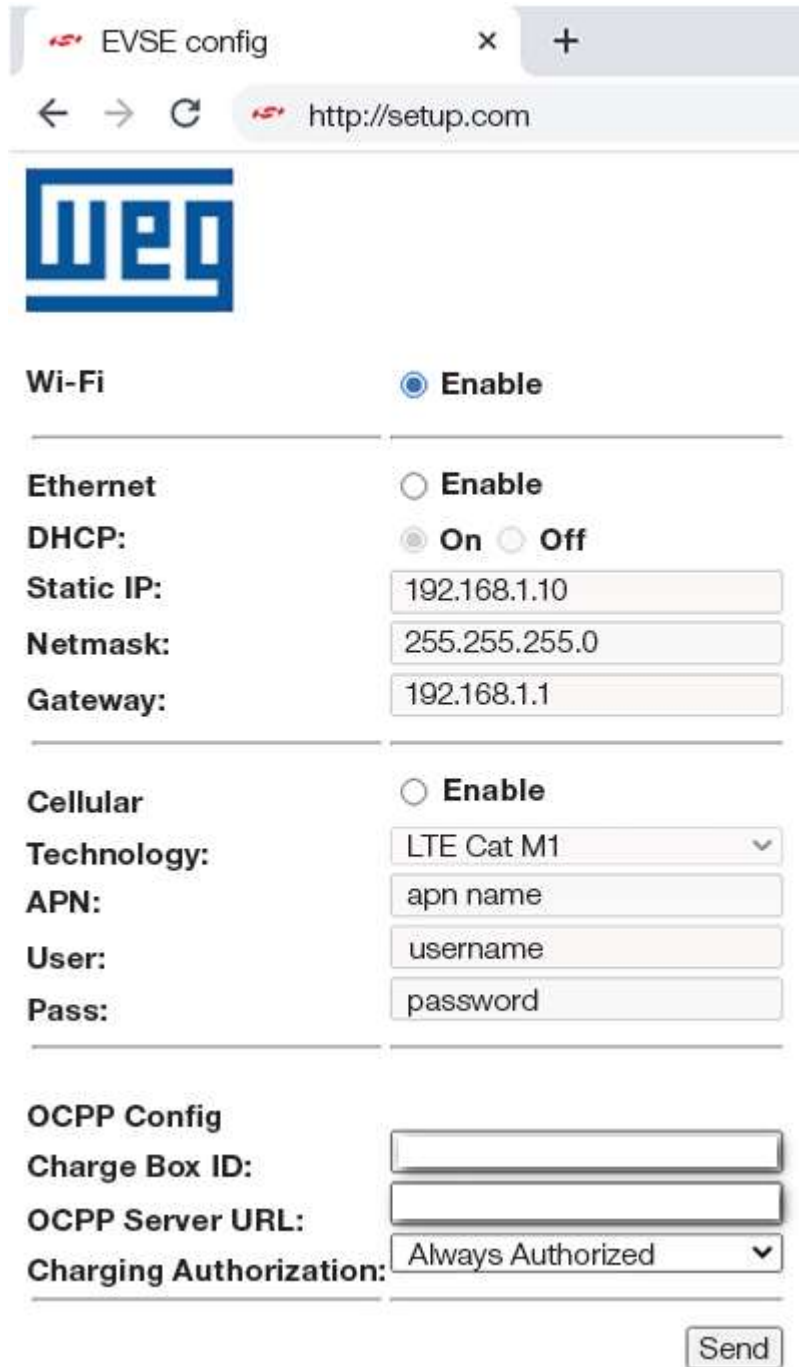 EVSE config
http://setup.com
weg
Wi-Fi Enable
Ethernet Enable
DHCP: On Off
Static IP: 192.168.1.10
Netmask: 255.255.255.0
Gateway: 192.168.1.1
Cellular Enable
Technology: LTE Cat M1
APN: apn name
User: username
Pass: password
OCPP Config
Charge Box ID:
OCPP Server URL:
Charging Authorization: Always Authorized
Send